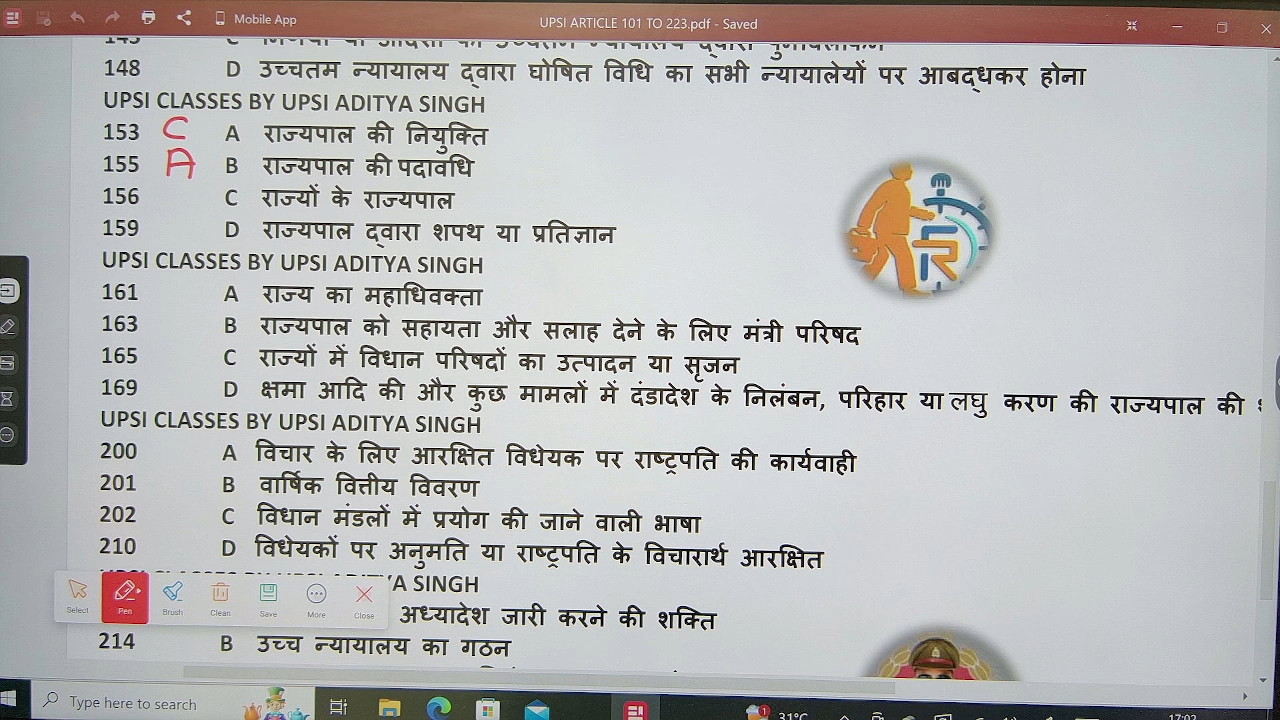 Mobile App
UPSI ARTICLE 101 TO 223.pdf - Saved
148 D उच्चतम न्यायालय द्वारा घोषित विधि का सभी न्यायालेयों पर आबद्धकर होना
UPSI CLASSES BY UPSI ADITYA SINGH
153 C A राज्यपाल की नियुक्ति
155 A B राज्यपाल की पदावधि
156 C राज्यों के राज्यपाल
159 D राज्यपाल द्वारा शपथ या प्रतिज्ञान
UPSI CLASSES BY UPSI ADITYA SINGH
161 A राज्य का महाधिवक्ता
163 B राज्यपाल को सहायता और सलाह देने के लिए मंत्री परिषद
165 C राज्यों में विधान परिषदों का उत्पादन या सृजन
169 D क्षमा आदि की और कुछ मामलों में दंडादेश के निलंबन, परिहार या लघु करण की राज्यपाल की
UPSI CLASSES BY UPSI ADITYA SINGH
200 A विचार के लिए आरक्षित विधेयक पर राष्ट्रपति की कार्यवाही
201 B वार्षिक वित्तीय विवरण
202 C विधान मंडलों में प्रयोग की जाने वाली भाषा
210 D विधेयकों पर अनुमति या राष्ट्रपति के विचारार्थ आरक्षित
SINGH
अध्यादेश जारी करने की शक्ति
Select Pen Brush Clean Save More Close
214 B उच्च न्यायालय का गठन
Type here to search
31°C
17:02